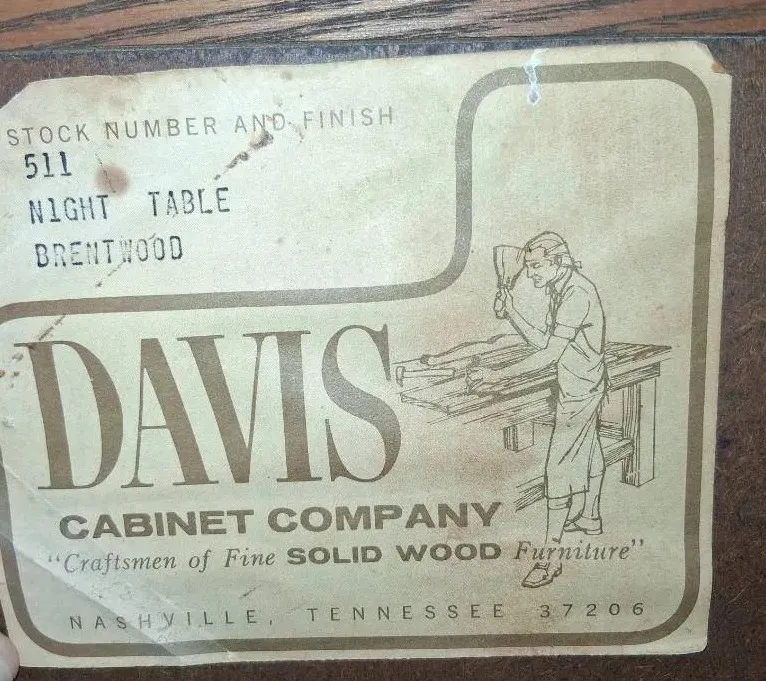 STOCK NUMBER AND FINISH
511
N1GHT TABLE
BRENTWOOD
DAVIS
CABINET COMPANY
"Craftsmen of Fine SOLID WOOD Furniture"
NASHVILLE, TENNESSEE 37206